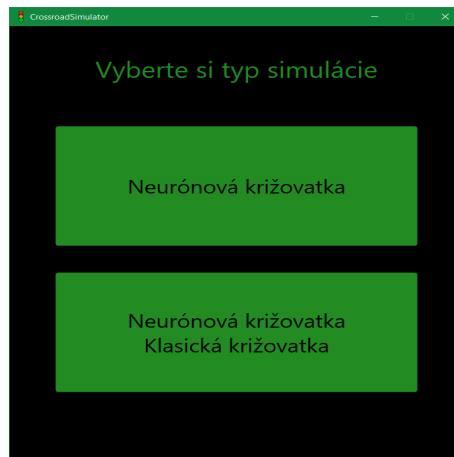 CrossroadSimulator
Vyberte si typ simulácie
Neurónová križovatka
Neurónová križovatka
Klasická križovatka